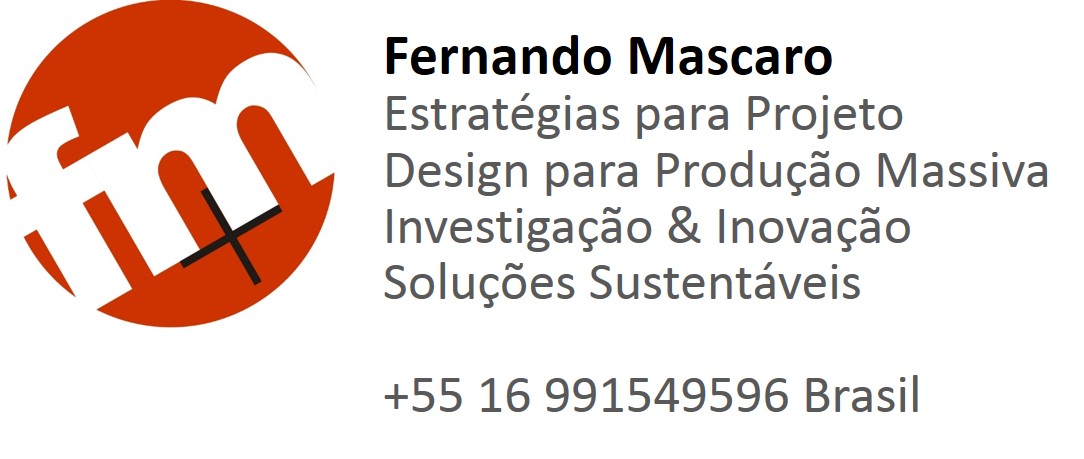 fm
Fernando Mascaro
Estratégias para Projeto
Design para Produção Massiva
Investigação & Inovação
Soluções Sustentáveis
+55 16 991549596 Brasil